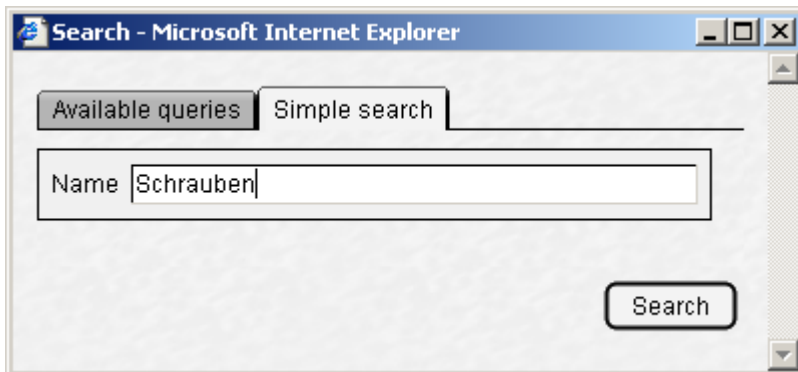 Search - Microsoft Internet Explorer
Available queries Simple search
Name Schrauben
Search